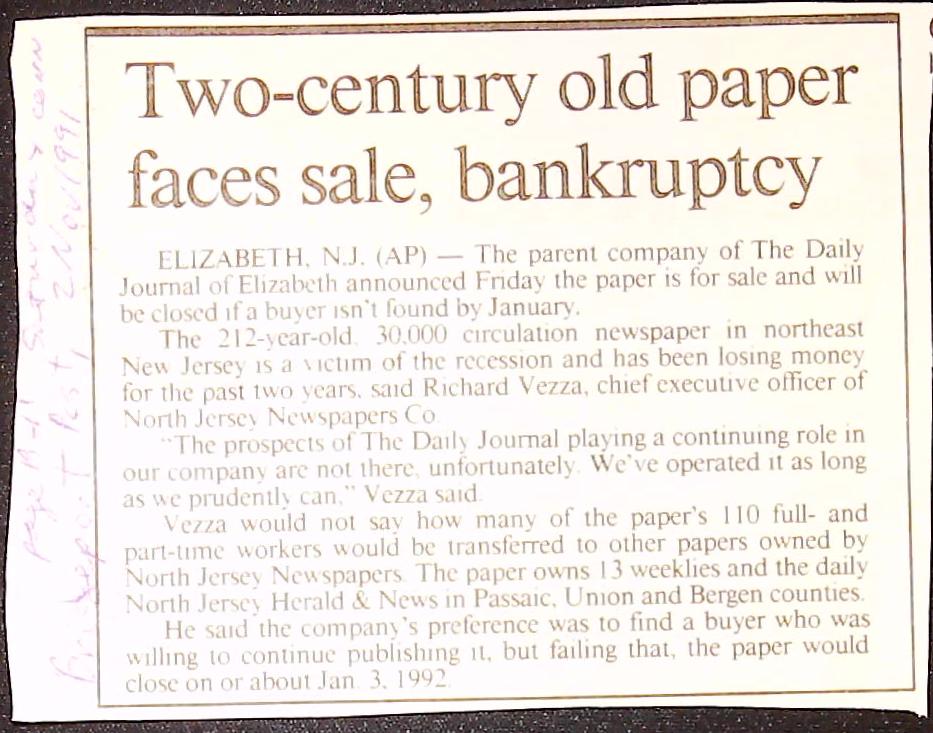 Two-century old paper
faces sale, bankruptcy
ELIZABETH, N.J. (AP) — The parent company of The Daily
Journal of Elizabeth announced Friday the paper is for sale and will
be closed if a buyer isn't found by January.
The 212-year-old, 30,000 circulation newspaper in northeast
New Jersey is a victim of the recession and has been losing money
for the past two years, said Richard Vezza, chief executive officer of
North Jersey Newspapers Co.
"The prospects of The Daily Journal playing a continuing role in
our company are not there, unfortunately. We've operated it as long
as we prudently can," Vezza said.
Vezza would not say how many of the paper's 110 full- and
part-time workers would be transferred to other papers owned by
North Jersey Newspapers. The paper owns 13 weeklies and the daily
North Jersey Herald & News in Passaic, Union and Bergen counties.
He said the company's preference was to find a buyer who was
willing to continue publishing it, but failing that, the paper would
close on or about Jan. 3, 1992.
page A-11 Saturday
Bridgeport Post, 2 Nov 1991